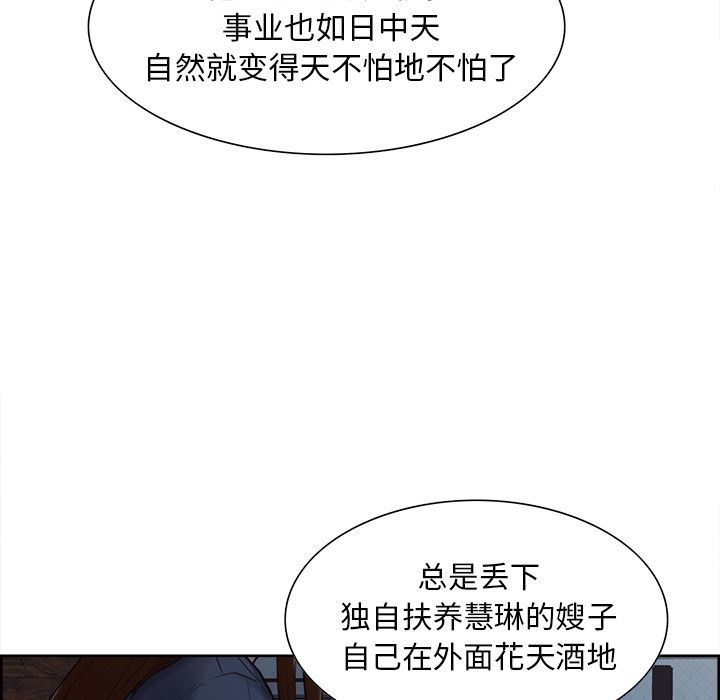 事业也如日中天
自然就变得天不怕地不怕了
总是丢下
独自扶养慧琳的嫂子
自己在外面花天酒地